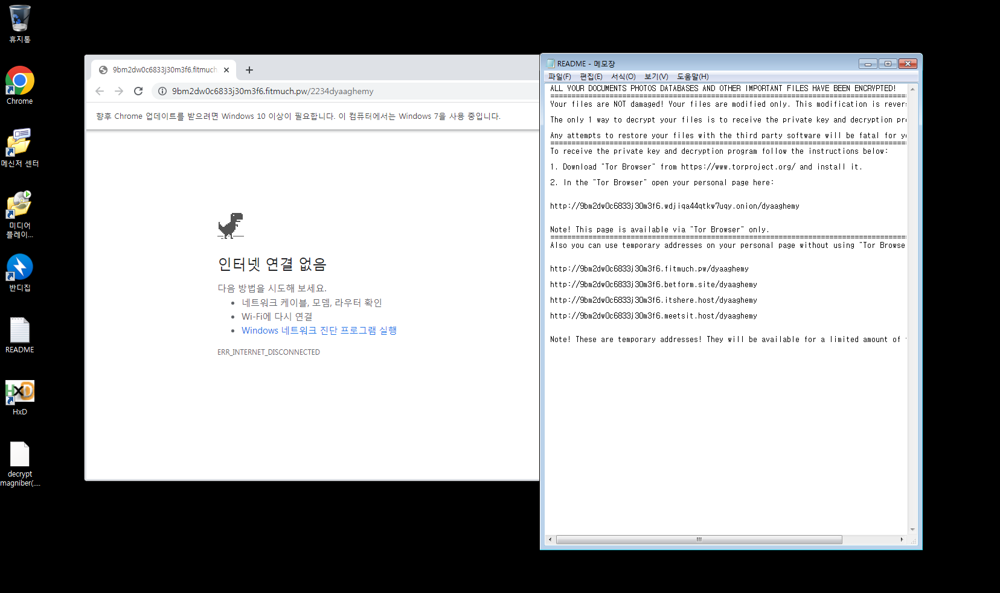 휴지통
Chrome
메신저 센터
미디어
플레이...
반디집
README
HxD
decrypt
magniber(....
9bm2dw0c6833j30m3f6.fitmuch
9bm2dw0c6833j30m3f6.fitmuch.pw/2234dyaaghemy
향후 Chrome 업데이트를 받으려면 Windows 10 이상이 필요합니다. 이 컴퓨터에서는 Windows 7을 사용 중입니다.
인터넷 연결 없음
다음 방법을 시도해 보세요.
• 네트워크 케이블, 모뎀, 라우터 확인
• Wi-Fi에 다시 연결
• Windows 네트워크 진단 프로그램 실행
ERR_INTERNET_DISCONNECTED
README - 메모장
파일(F) 편집(E) 서식(O) 보기(V) 도움말(H)
ALL YOUR DOCUMENTS PHOTOS DATABASES AND OTHER IMPORTANT FILES HAVE BEEN ENCRYPTED!
====================================================================================
Your files are NOT damaged! Your files are modified only. This modification is rever
The only 1 way to decrypt your files is to receive the private key and decryption pr
Any attempts to restore your files with the third party software will be fatal for y
====================================================================================
To receive the private key and decryption program follow the instructions below:
1. Download "Tor Browser" from https://www.torproject.org/ and install it.
2. In the "Tor Browser" open your personal page here:
http://9bm2dw0c6833j30m3f6.wdjiqa44qtkw7uqy.onion/dyaaghemy
Note! This page is available via "Tor Browser" only.
====================================================================================
Also you can use temporary addresses on your personal page without using "Tor Browse
http://9bm2dw0c6833j30m3f6.fitmuch.pw/dyaaghemy
http://9bm2dw0c6833j30m3f6.betform.site/dyaaghemy
http://9bm2dw0c6833j30m3f6.itshere.host/dyaaghemy
http://9bm2dw0c6833j30m3f6.meetsit.host/dyaaghemy
Note! These are temporary addresses! They will be available for a limited amount of